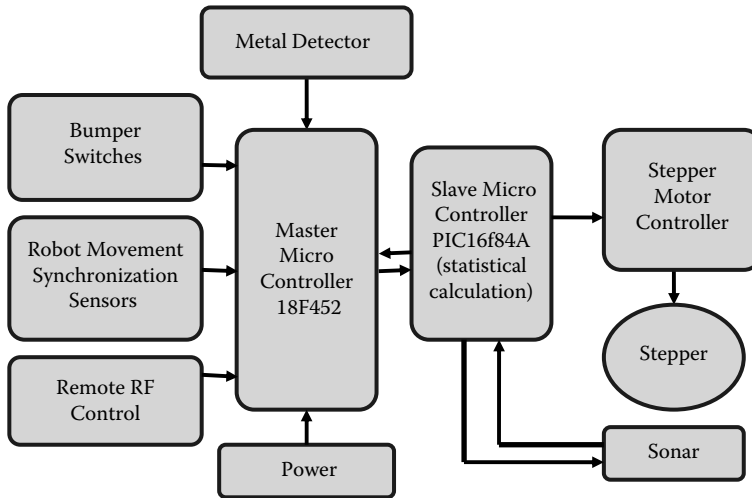 Metal Detector
Bumper
Switches
Robot Movement
Synchronization
Sensors
Remote RF
Control
Master
Micro
Controller
18F452
Power
Slave Micro
Controller
PIC16f84A
(statistical
calculation)
Stepper
Motor
Controller
Stepper
Sonar